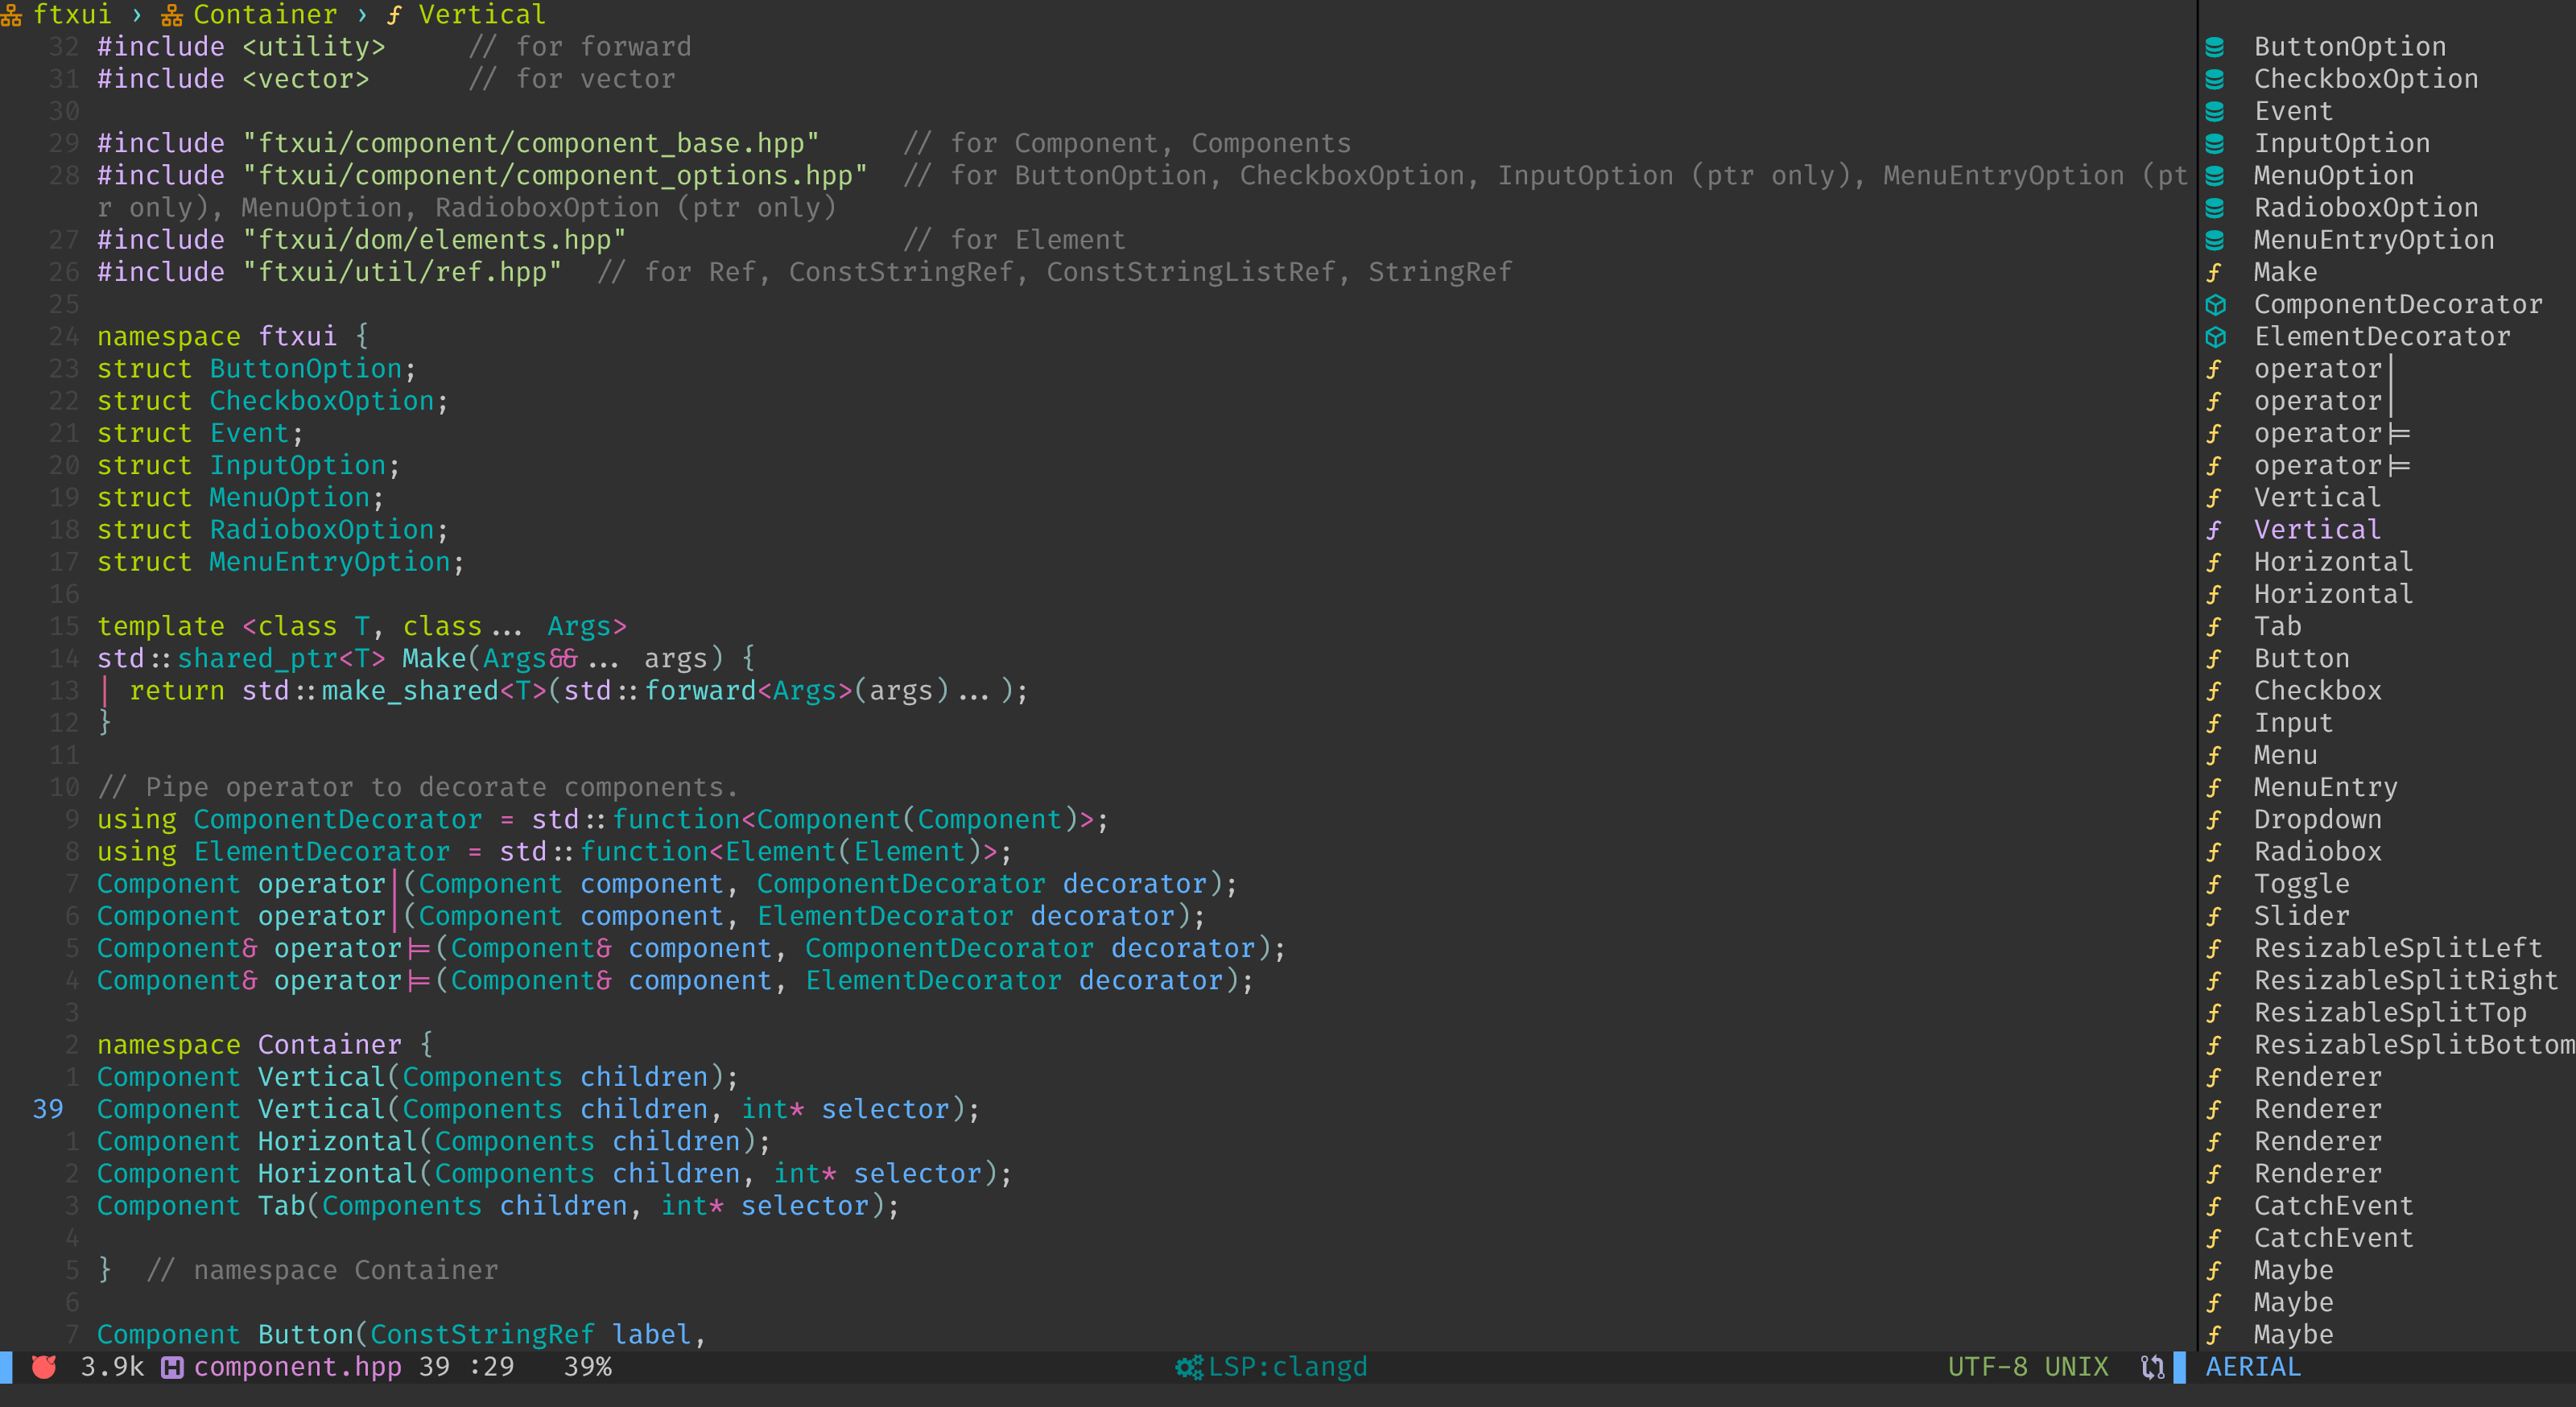 ftxui › Container › ƒ Vertical
32 #include <utility>     // for forward
31 #include <vector>      // for vector
30
29 #include "ftxui/component/component_base.hpp"     // for Component, Components
28 #include "ftxui/component/component_options.hpp"  // for ButtonOption, CheckboxOption, InputOption (ptr only), MenuEntryOption (pt
r only), MenuOption, RadioboxOption (ptr only)
27 #include "ftxui/dom/elements.hpp"                 // for Element
26 #include "ftxui/util/ref.hpp"  // for Ref, ConstStringRef, ConstStringListRef, StringRef
25
24 namespace ftxui {
23 struct ButtonOption;
22 struct CheckboxOption;
21 struct Event;
20 struct InputOption;
19 struct MenuOption;
18 struct RadioboxOption;
17 struct MenuEntryOption;
16
15 template <class T, class... Args>
14 std::shared_ptr<T> Make(Args&&... args) {
13   return std::make_shared<T>(std::forward<Args>(args)...);
12 }
11
10 // Pipe operator to decorate components.
9 using ComponentDecorator = std::function<Component(Component)>;
8 using ElementDecorator = std::function<Element(Element)>;
7 Component operator|(Component component, ComponentDecorator decorator);
6 Component operator|(Component component, ElementDecorator decorator);
5 Component& operator|=(Component& component, ComponentDecorator decorator);
4 Component& operator|=(Component& component, ElementDecorator decorator);
3
2 namespace Container {
1 Component Vertical(Components children);
39 Component Vertical(Components children, int* selector);
1 Component Horizontal(Components children);
2 Component Horizontal(Components children, int* selector);
3 Component Tab(Components children, int* selector);
4
5 }  // namespace Container
6
7 Component Button(ConstStringRef label,
3.9k H component.hpp 39 :29 39% LSP:clangd UTF-8 UNIX
ButtonOption
CheckboxOption
Event
InputOption
MenuOption
RadioboxOption
MenuEntryOption
ƒ Make
ComponentDecorator
ElementDecorator
ƒ operator|
ƒ operator|
ƒ operator|=
ƒ operator|=
ƒ Vertical
ƒ Vertical
ƒ Horizontal
ƒ Horizontal
ƒ Tab
ƒ Button
ƒ Checkbox
ƒ Input
ƒ Menu
ƒ MenuEntry
ƒ Dropdown
ƒ Radiobox
ƒ Toggle
ƒ Slider
ƒ ResizableSplitLeft
ƒ ResizableSplitRight
ƒ ResizableSplitTop
ƒ ResizableSplitBottom
ƒ Renderer
ƒ Renderer
ƒ Renderer
ƒ Renderer
ƒ CatchEvent
ƒ CatchEvent
ƒ Maybe
ƒ Maybe
ƒ Maybe
AERIAL